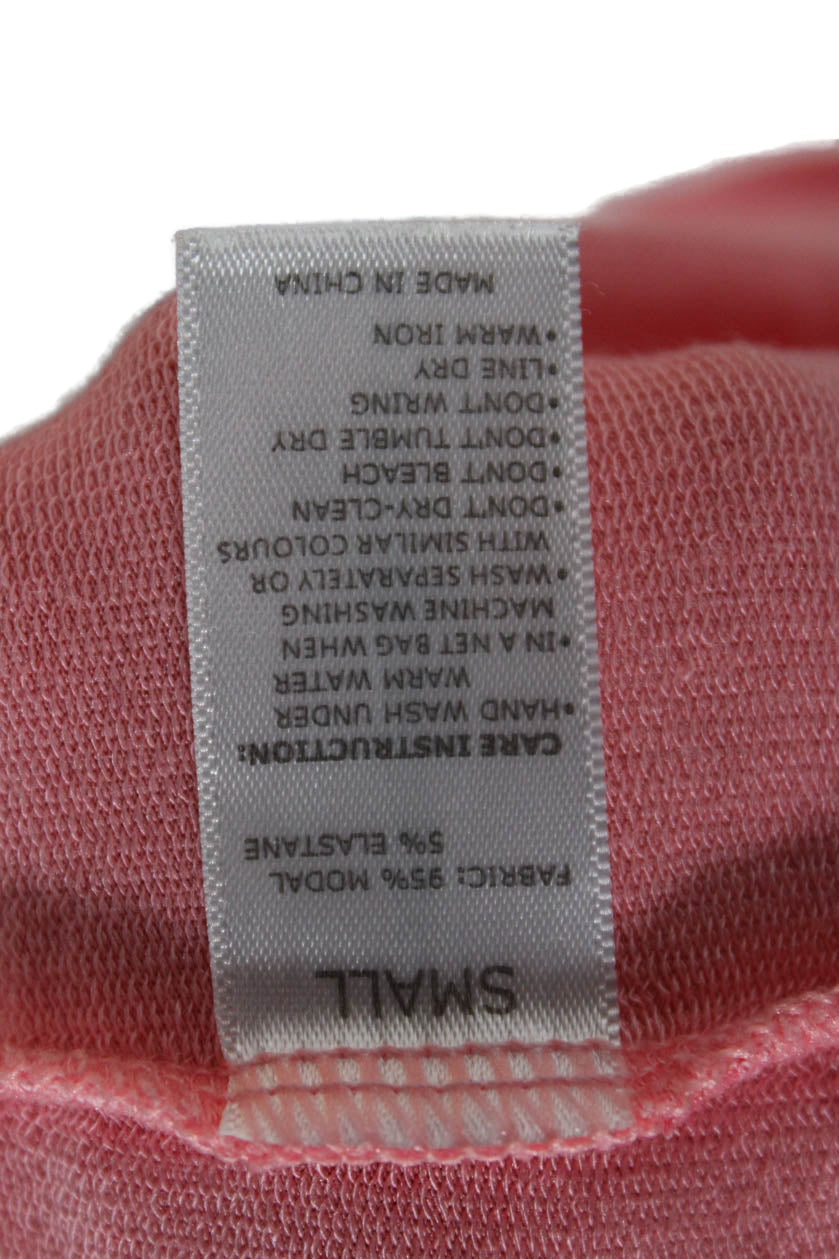 SMALL
FABRIC: 95% MODAL
5% ELASTANE
CARE INSTRUCTION:
•HAND WASH UNDER
WARM WATER
•IN A NET BAG WHEN
MACHINE WASHING
•WASH SEPARATELY OR
WITH SIMILAR COLOURS
•DON'T DRY-CLEAN
•DON'T BLEACH
•DON'T TUMBLE DRY
•DON'T WRING
•LINE DRY
•WARM IRON
MADE IN CHINA